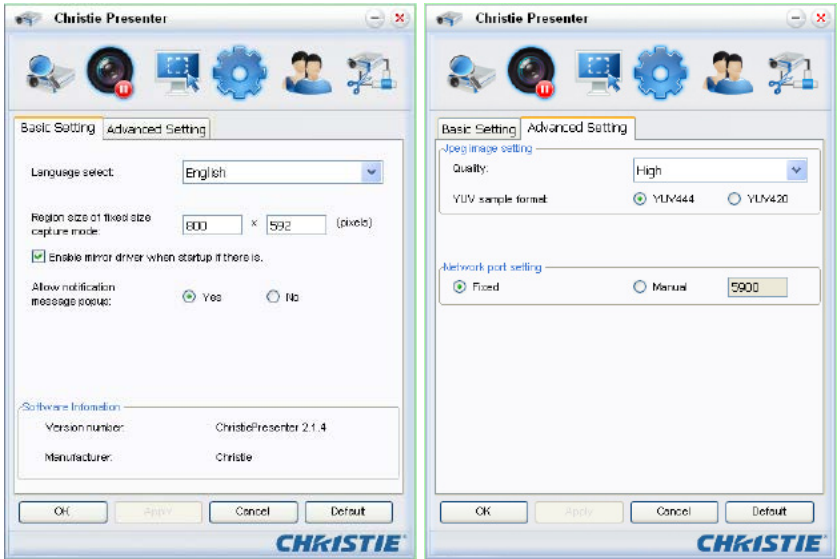 Christie Presenter
Basic Setting Advanced Setting
Language select: English
Region size of fixed size
capture mode: 800 x 592 (pixels)
Enable mirror driver when startup if there is.
Allow notification
message popup: Yes No
Software Infomation
Version number: ChristiePresenter 2.1.4
Manufacturer: Christie
OK Apply Cancel Default
CHRISTIE
Christie Presenter
Basic Setting Advanced Setting
Jpeg image setting
Quality: High
YUV sample format: YUV444 YUV420
Network port setting
Fixed Manual 5900
OK Apply Cancel Default
CHRISTIE